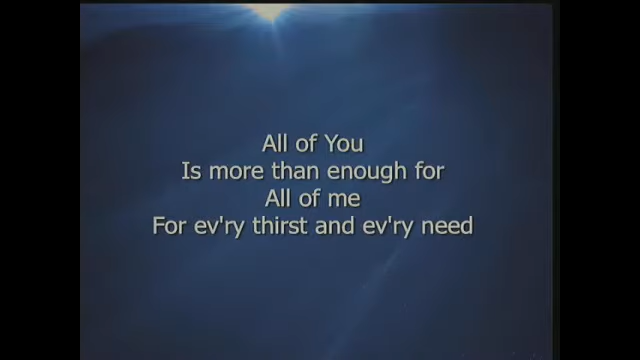 All of You
Is more than enough for
All of me
For ev'ry thirst and ev'ry need